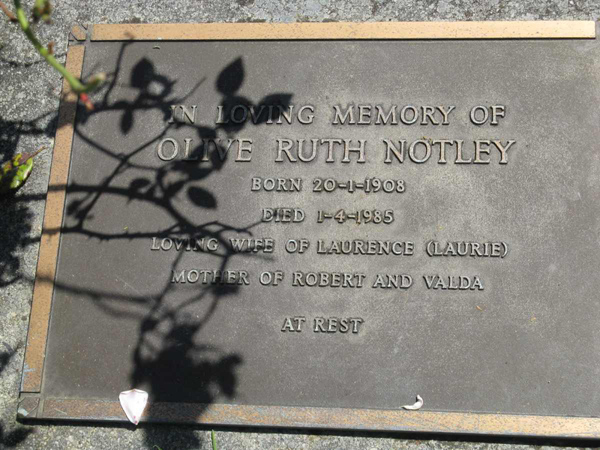 IN LOVING MEMORY OF
OLIVE RUTH NOTLEY
BORN 20-1-1908
DIED 1-4-1985
LOVING WIFE OF LAURENCE (LAURIE)
MOTHER OF ROBERT AND VALDA
AT REST